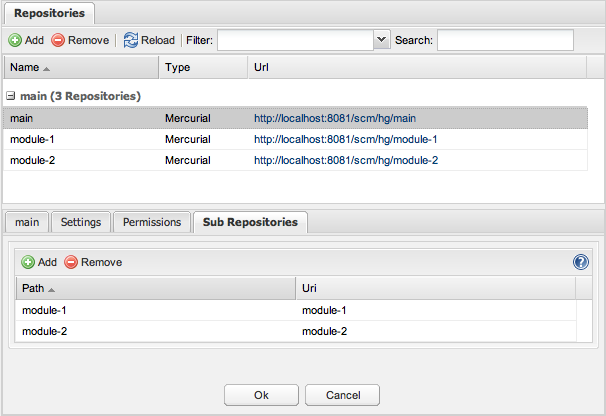 Repositories
Add Remove Reload Filter: Search:
Name Type Url
main (3 Repositories)
main Mercurial http://localhost:8081/scm/hg/main
module-1 Mercurial http://localhost:8081/scm/hg/module-1
module-2 Mercurial http://localhost:8081/scm/hg/module-2
main Settings Permissions Sub Repositories
Add Remove ?
Path Uri
module-1 module-1
module-2 module-2
Ok Cancel